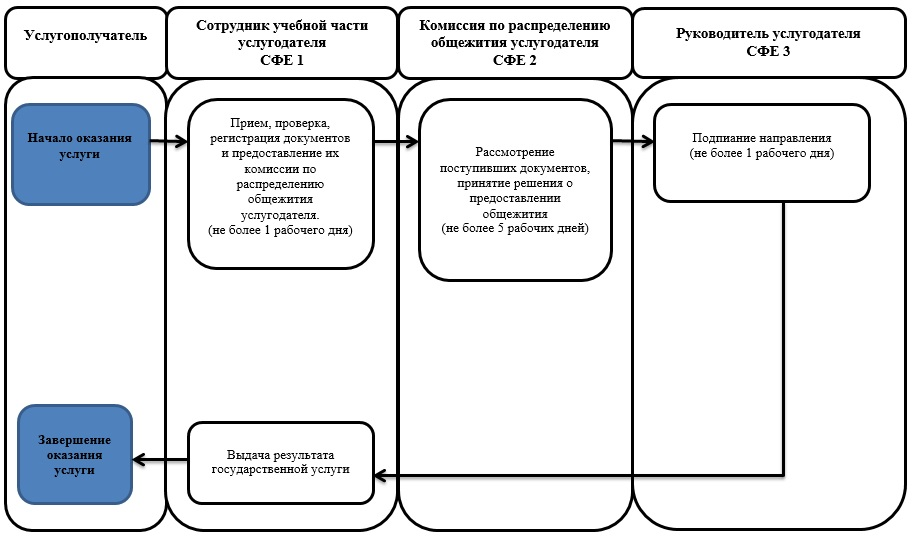 Услугополучатель
Сотрудник учебной части
услугодателя
СФЕ 1
Комиссия по распределению
общежития услугодателя
СФЕ 2
Руководитель услугодателя
СФЕ 3
Начало оказания
услуги
Прием, проверка,
регистрация документов
и предоставление их
комиссии по
распределению
общежития
услугодателя.
(не более 1 рабочего дня)
Рассмотрение
поступивших документов,
принятие решения о
предоставлении
общежития
(не более 5 рабочих дней)
Подпиание направления
(не более 1 рабочего дня)
Завершение
оказания
услуги
Выдача результата
государственной услуги